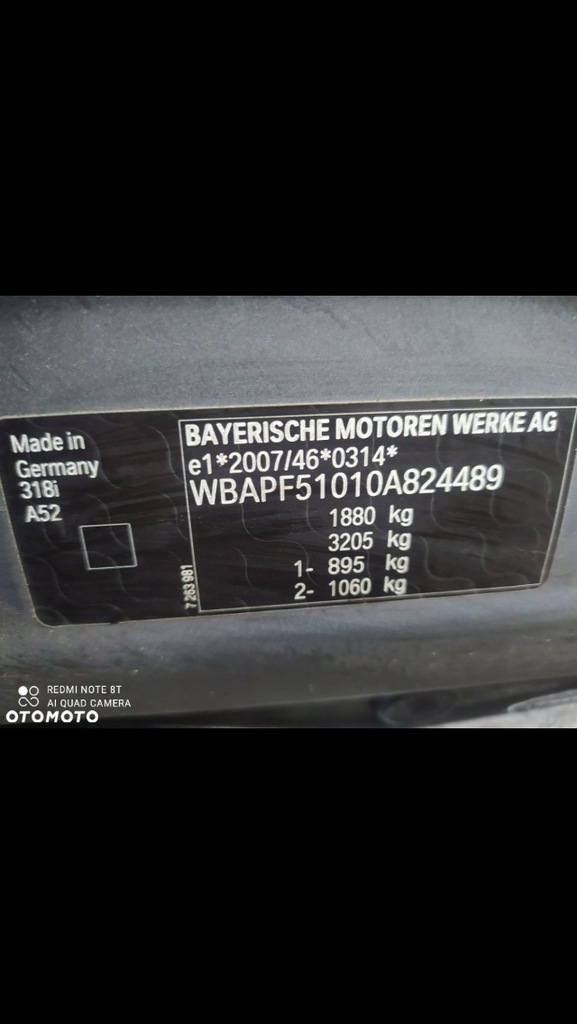 Made in
Germany
318i
A52
7 263 981
BAYERISCHE MOTOREN WERKE AG
e1*2007/46*0314*
WBAPF51010A824489
1880 kg
3205 kg
1- 895 kg
2- 1060 kg
REDMI NOTE 8T
AI QUAD CAMERA
OTOMOTO